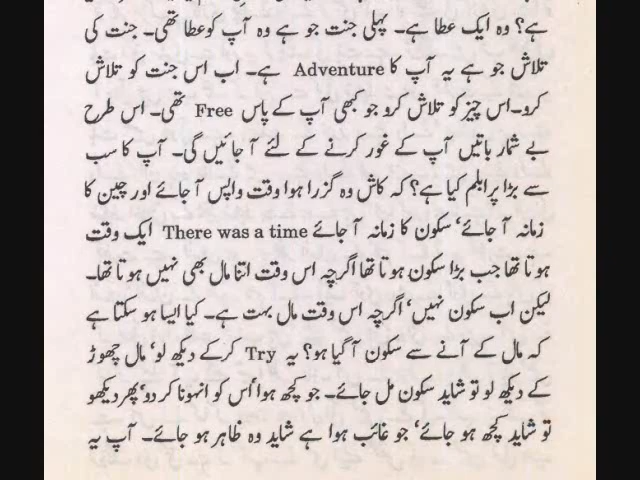 ہے؟ وہ ایک عطا ہے۔ پہلی جنت جو ہے وہ آپ کو عطا تھی۔ جنت کی
تلاش جو ہے یہ آپ کا Adventure ہے۔ اب اس جنت کو تلاش
کرو۔ اس چیز کو تلاش کرو جو کبھی آپ کے پاس Free تھی۔ اس طرح
بے شمار باتیں آپ کے غور کرنے کے لئے آ جائیں گی۔ آپ کا سب
سے بڑا پرابلم کیا ہے؟ کہ کاش وہ گزرا ہوا وقت واپس آ جائے اور چین کا
زمانہ آ جائے‘ سکون کا زمانہ آ جائے There was a time ایک وقت
ہوتا تھا جب بڑا سکون ہوتا تھا اگرچہ اس وقت اتنا مال بھی نہیں ہوتا تھا۔
لیکن اب سکون نہیں‘ اگرچہ اس وقت مال بہت ہے۔ کیا ایسا ہو سکتا ہے
کہ مال کے آنے سے سکون آ گیا ہو؟ یہ Try کرکے دیکھ لو‘ مال چھوڑ
کے دیکھ لو تو شاید سکون مل جائے۔ جو کچھ ہوا‘ اُس کو انہونا کر دو‘ پھر دیکھو
تو شاید کچھ ہو جائے‘ جو غائب ہوا ہے شاید وہ ظاہر ہو جائے۔ آپ یہ